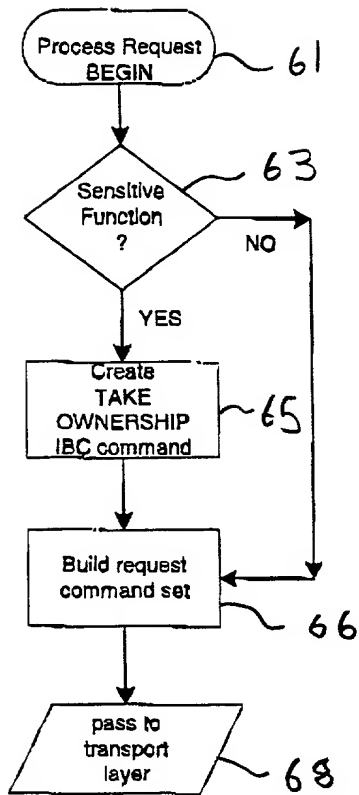 Process Request
BEGIN
61
63
Sensitive
Function
?
NO
YES
Create
TAKE
OWNERSHIP
IBC command
65
Build request
command set
66
pass to
transport
layer
68